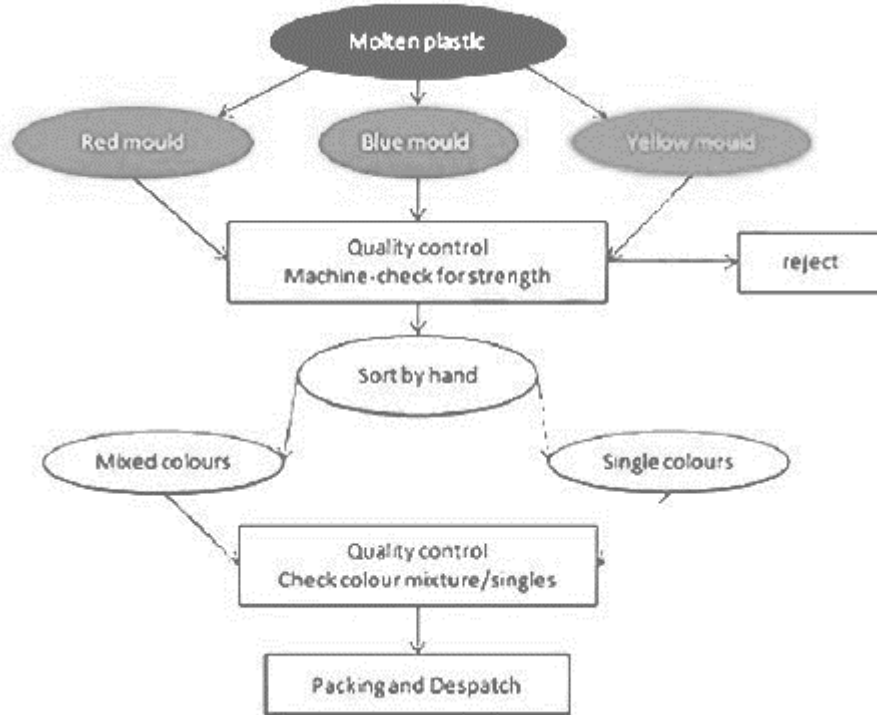 Molten plastic
Red mould
Blue mould
Yellow mould
Quality control
Machine-check for strength
reject
Sort by hand
Mixed colours
Single colours
Quality control
Check colour mixture/singles
Packing and Despatch